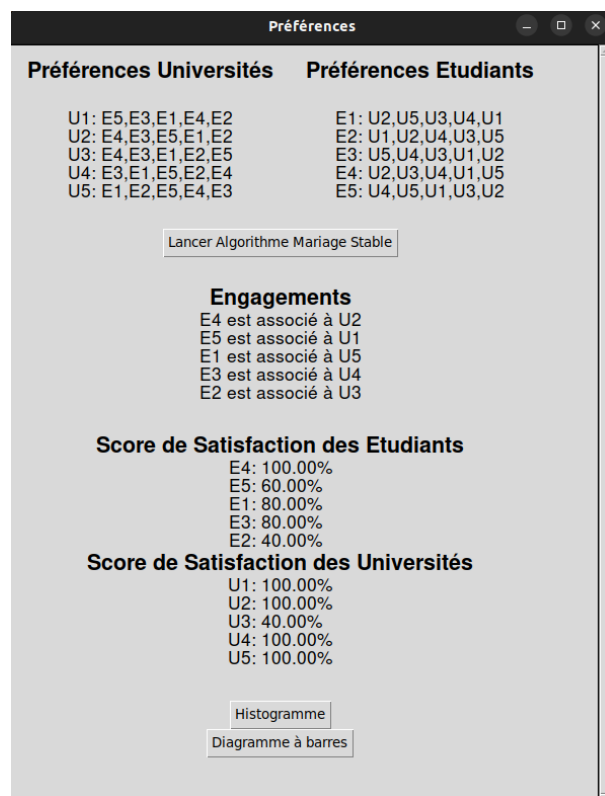 Préférences
Préférences Universités Préférences Etudiants
U1: E5,E3,E1,E4,E2 E1: U2,U5,U3,U4,U1
U2: E4,E3,E5,E1,E2 E2: U1,U2,U4,U3,U5
U3: E4,E3,E1,E2,E5 E3: U5,U4,U3,U1,U2
U4: E3,E1,E5,E2,E4 E4: U2,U3,U4,U1,U5
U5: E1,E2,E5,E4,E3 E5: U4,U5,U1,U3,U2
Lancer Algorithme Mariage Stable
Engagements
E4 est associé à U2
E5 est associé à U1
E1 est associé à U5
E3 est associé à U4
E2 est associé à U3
Score de Satisfaction des Etudiants
E4: 100.00%
E5: 60.00%
E1: 80.00%
E3: 80.00%
E2: 40.00%
Score de Satisfaction des Universités
U1: 100.00%
U2: 100.00%
U3: 40.00%
U4: 100.00%
U5: 100.00%
Histogramme
Diagramme à barres